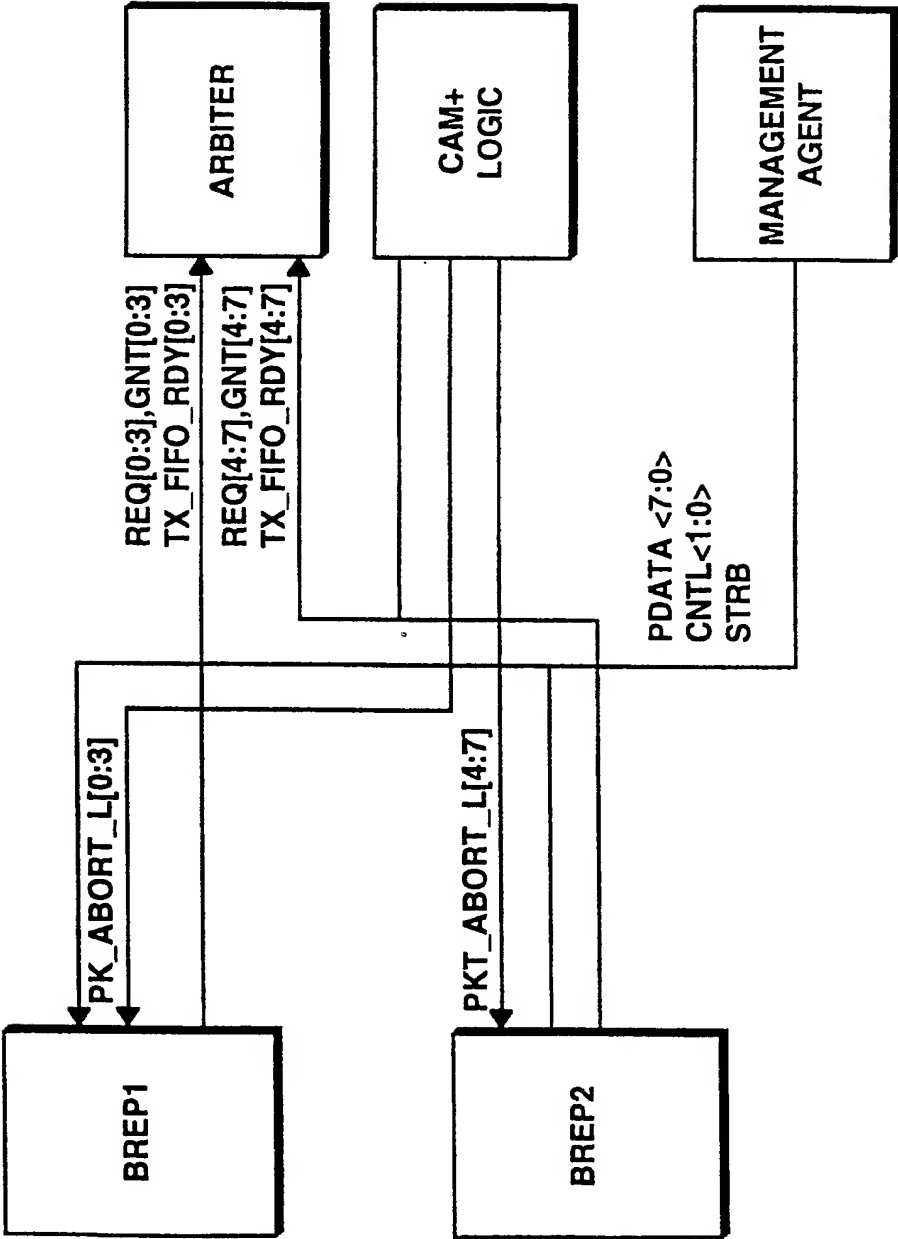 BREP1
BREP2
PK_ABORT_L[0:3]
PKT_ABORT_L[4:7]
REQ[0:3],GNT[0:3]
TX_FIFO_RDY[0:3]
REQ[4:7],GNT[4:7]
TX_FIFO_RDY[4:7]
PDATA <7:0>
CNTL<1:0>
STRB
ARBITER
CAM+
LOGIC
MANAGEMENT
AGENT